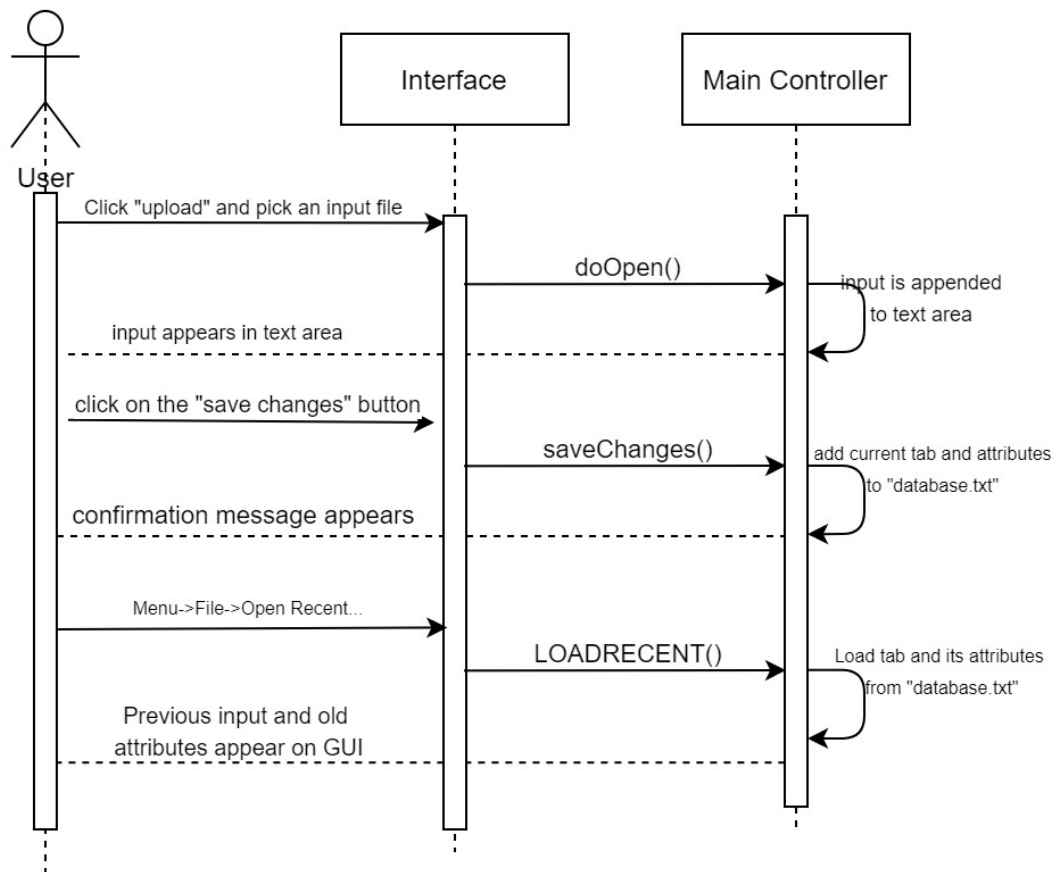 Interface
Main Controller
User
Click "upload" and pick an input file
doOpen()
input is appended
to text area
input appears in text area
click on the "save changes" button
saveChanges()
add current tab and attributes
to "database.txt"
confirmation message appears
Menu->File->Open Recent...
LOADRECENT()
Load tab and its attributes
from "database.txt"
Previous input and old
attributes appear on GUI